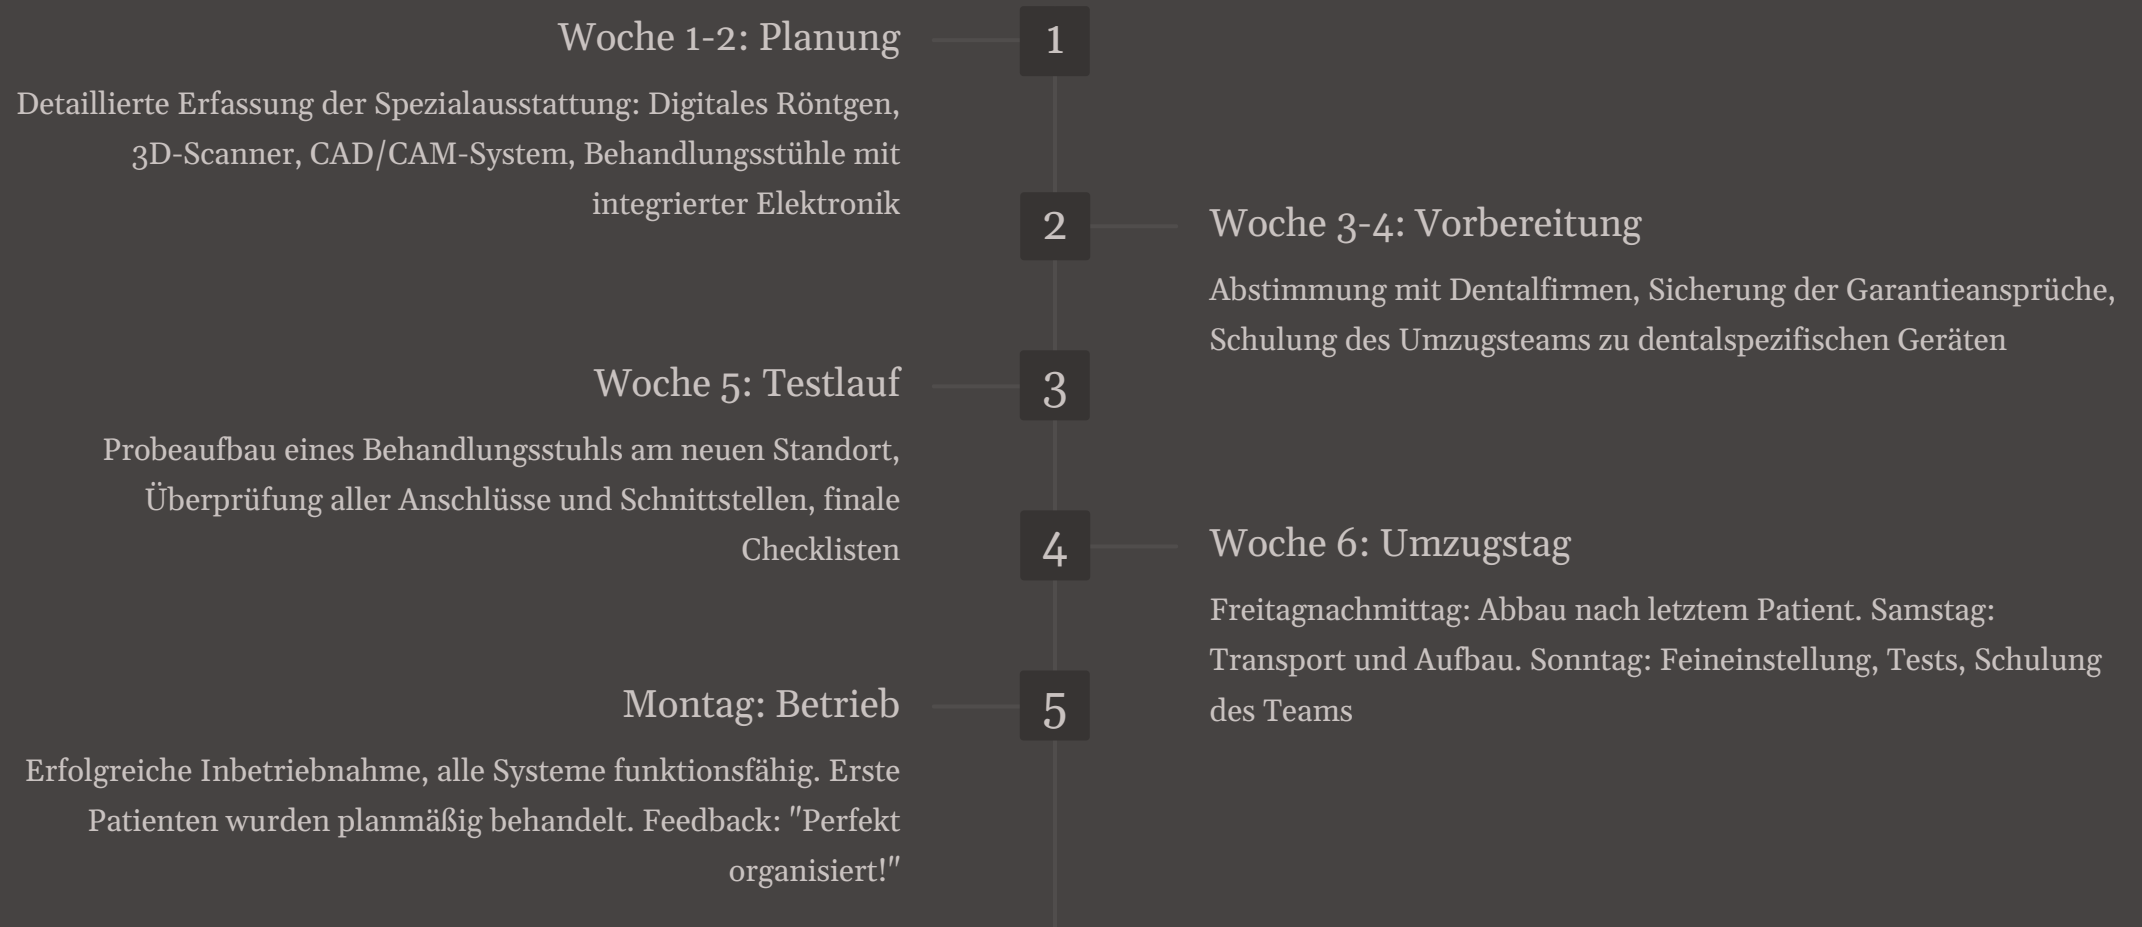 Woche 1-2: Planung
1
Detaillierte Erfassung der Spezialausstattung: Digitales Röntgen,
3D-Scanner, CAD/CAM-System, Behandlungsstühle mit
integrierter Elektronik
2
Woche 3-4: Vorbereitung
Abstimmung mit Dentalfirmen, Sicherung der Garantieansprüche,
Schulung des Umzugsteams zu dentalspezifischen Geräten
Woche 5: Testlauf
3
Probeaufbau eines Behandlungsstuhls am neuen Standort,
Überprüfung aller Anschlüsse und Schnittstellen, finale
Checklisten
4
Woche 6: Umzugstag
Freitagnachmittag: Abbau nach letztem Patient. Samstag:
Transport und Aufbau. Sonntag: Feineinstellung, Tests, Schulung
des Teams
Montag: Betrieb
5
Erfolgreiche Inbetriebnahme, alle Systeme funktionsfähig. Erste
Patienten wurden planmäßig behandelt. Feedback: "Perfekt
organisiert!"